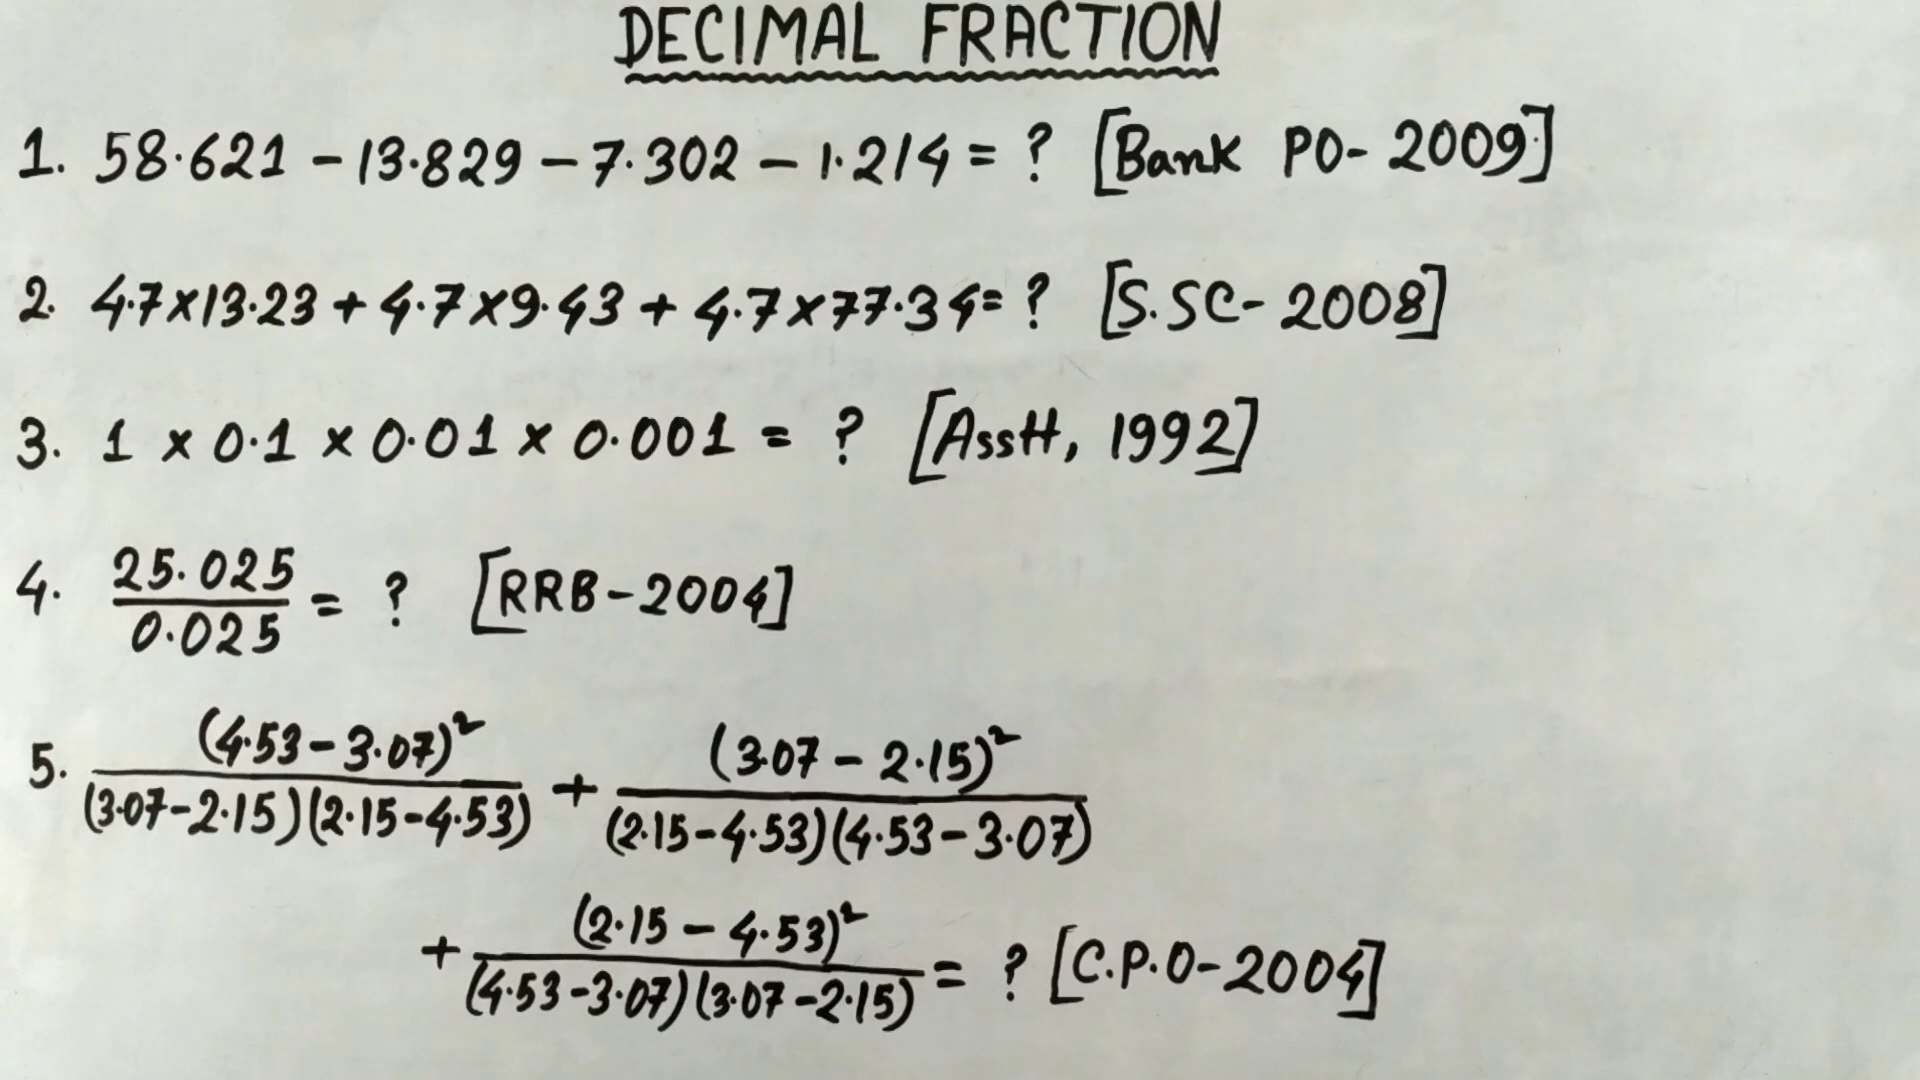 DECIMAL FRACTION
1. 58.621 - 13.829 - 7.302 - 1.214 = ? [Bank PO- 2009]
2. 4.7×13.23 + 4.7×9.43 + 4.7×77.34 = ? [S.SC- 2008]
3. 1 × 0.1 × 0.01 × 0.001 = ? [Asstt, 1992]
4. 25.025 / 0.025 = ? [RRB-2004]
5. (4.53-3.07)² / (3.07-2.15)(2.15-4.53) + (3.07 - 2.15)² / (2.15-4.53)(4.53-3.07)
+ (2.15 - 4.53)² / (4.53-3.07)(3.07-2.15) = ? [C.P.O-2004]